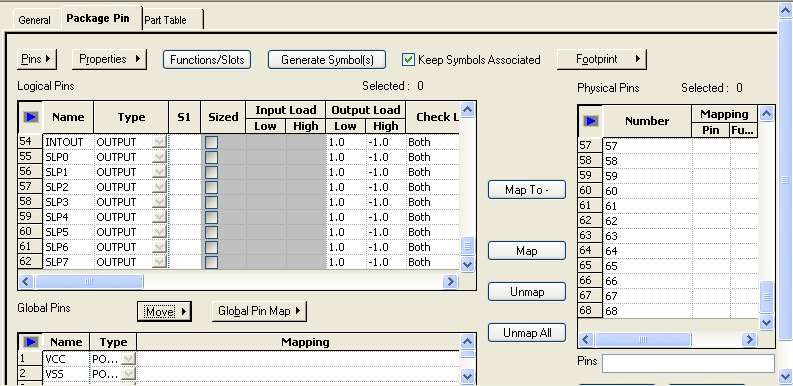 General Package Pin Part Table
Pins Properties Functions/Slots Generate Symbol(s) Keep Symbols Associated Footprint
Logical Pins Selected : 0
Name Type S1 Sized Input Load Output Load Check L
Low High Low High
54 INTOUT OUTPUT 1.0 -1.0 Both
55 SLP0 OUTPUT 1.0 -1.0 Both
56 SLP1 OUTPUT 1.0 -1.0 Both
57 SLP2 OUTPUT 1.0 -1.0 Both
58 SLP3 OUTPUT 1.0 -1.0 Both
59 SLP4 OUTPUT 1.0 -1.0 Both
60 SLP5 OUTPUT 1.0 -1.0 Both
61 SLP6 OUTPUT 1.0 -1.0 Both
62 SLP7 OUTPUT 1.0 -1.0 Both
Map To -
Map
Unmap
Unmap All
Physical Pins Selected : 0
Number Mapping
Pin Fu...
57 57
58 58
59 59
60 60
61 61
62 62
63 63
64 64
65 65
66 66
67 67
68 68
Pins
Global Pins Move Global Pin Map
Name Type Mapping
1 VCC PO...
2 VSS PO...